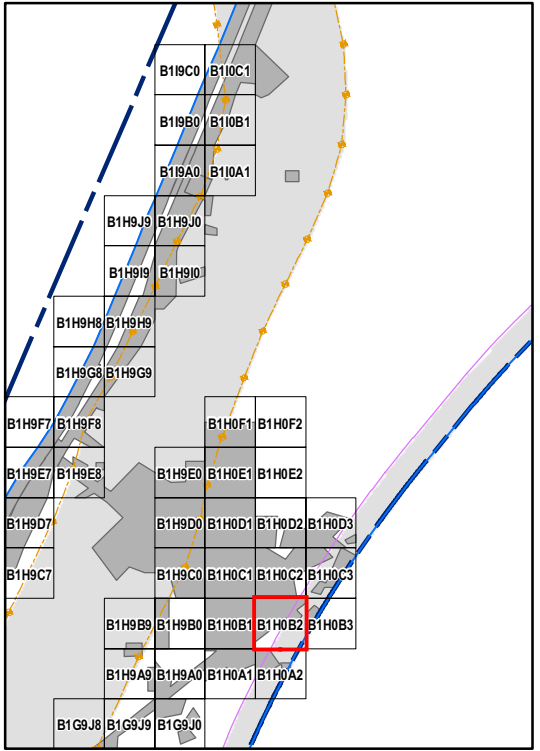 B1I9C0 B1I0C1
B1I9B0 B1I0B1
B1I9A0 B1I0A1
B1H9J9 B1H9J0
B1H9I9 B1H9I0
B1H9H8 B1H9H9
B1H9G8 B1H9G9
B1H9F7 B1H9F8 B1H0F1 B1H0F2
B1H9E7 B1H9E8 B1H9E0 B1H0E1 B1H0E2
B1H9D7 B1H9D0 B1H0D1 B1H0D2 B1H0D3
B1H9C7 B1H9C0 B1H0C1 B1H0C2 B1H0C3
B1H9B9 B1H9B0 B1H0B1 B1H0B2 B1H0B3
B1H9A9 B1H9A0 B1H0A1 B1H0A2
B1G9J8 B1G9J9 B1G9J0